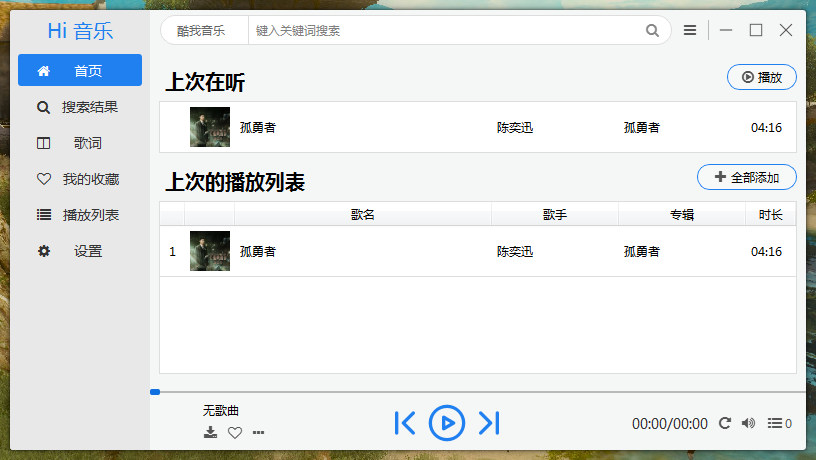 Hi 音乐
酷我音乐
键入关键词搜索
首页
搜索结果
歌词
我的收藏
播放列表
设置
上次在听
播放
孤勇者 陈奕迅 孤勇者 04:16
上次的播放列表
全部添加
歌名 歌手 专辑 时长
1 孤勇者 陈奕迅 孤勇者 04:16
无歌曲
00:00/00:00
0